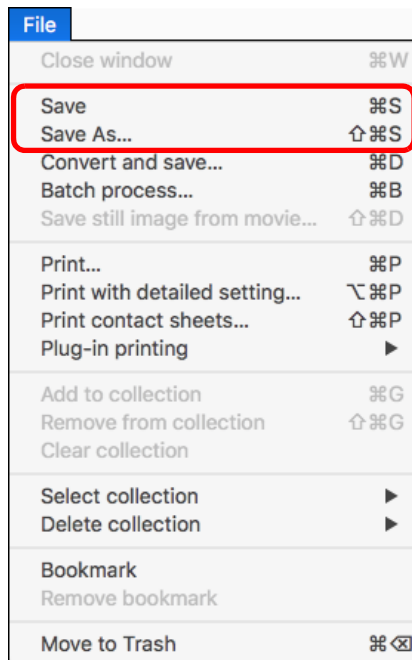 File
Close window ⌘W
Save ⌘S
Save As... ⇧⌘S
Convert and save... ⌘D
Batch process... ⌘B
Save still image from movie... ⇧⌘D
Print... ⌘P
Print with detailed setting... ⌥⌘P
Print contact sheets... ⇧⌘P
Plug-in printing ▶
Add to collection ⌘G
Remove from collection ⇧⌘G
Clear collection
Select collection ▶
Delete collection ▶
Bookmark
Remove bookmark
Move to Trash ⌘⌫